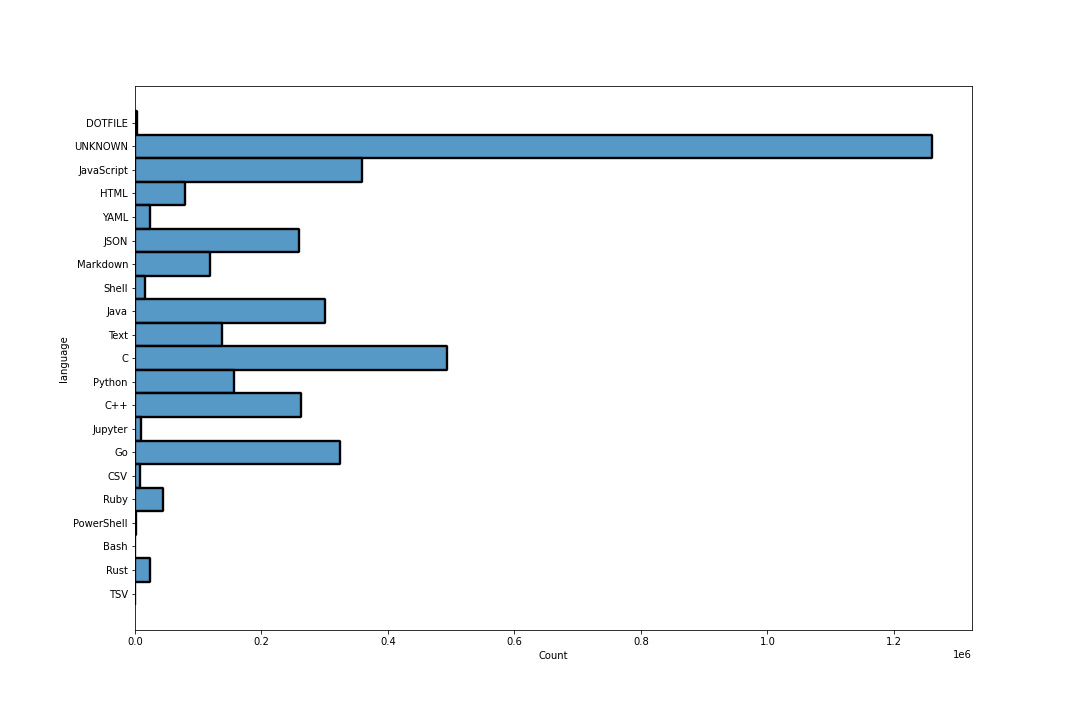 DOTFILE
UNKNOWN
JavaScript
HTML
YAML
JSON
Markdown
Shell
Java
Text
C
Python
C++
Jupyter
Go
CSV
Ruby
PowerShell
Bash
Rust
TSV
language
0.0 0.2 0.4 0.6 0.8 1.0 1.2
Count
1e6